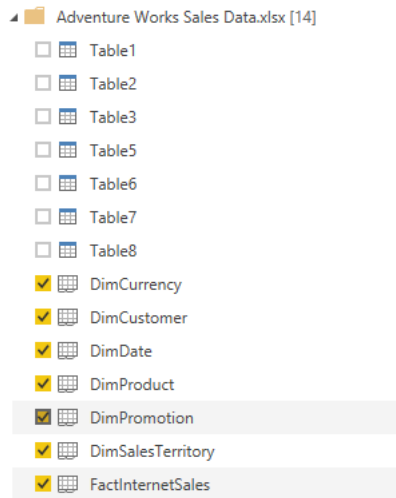 Adventure Works Sales Data.xlsx [14]
Table1
Table2
Table3
Table5
Table6
Table7
Table8
DimCurrency
DimCustomer
DimDate
DimProduct
DimPromotion
DimSalesTerritory
FactInternetSales